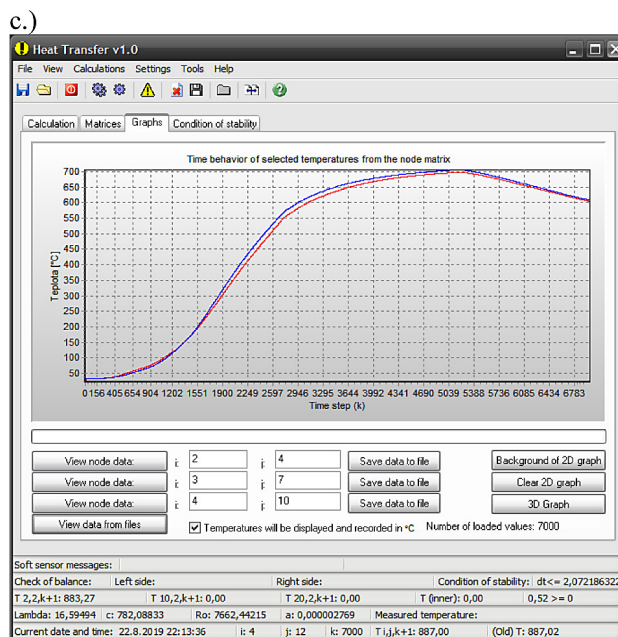 c.)
Heat Transfer v1.0
File View Calculations Settings Tools Help
Calculation Matrices Graphs Condition of stability
Time behavior of selected temperatures from the node matrix
Teplota [°C]
700
650
600
550
500
450
400
350
300
250
200
150
100
50
0 156 405 654 904 1202 1551 1900 2249 2597 2946 3295 3644 3992 4341 4690 5039 5388 5736 6085 6434 6783
Time step (k)
View node data: i: 2 j: 4 Save data to file Background of 2D graph
View node data: i: 3 j: 7 Save data to file Clear 2D graph
View node data: i: 4 j: 10 Save data to file 3D Graph
View data from files Temperatures will be displayed and recorded in °C Number of loaded values: 7000
Soft sensor messages:
Check of balance: Left side: Right side: Condition of stability: dt<= 2,072186322
T 2,2,k+1: 883,27 T 10,2,k+1: 0,00 T 20,2,k+1: 0,00 T (inner): 0,00 0,52 >= 0
Lambda: 16,59494 c: 782,08833 Ro: 7662,44215 a: 0,000002769 Measured temperature:
Current date and time: 22.8.2019 22:13:36 i: 4 j: 12 k: 7000 T i,j,k+1: 887,00 (Old) T: 887,02